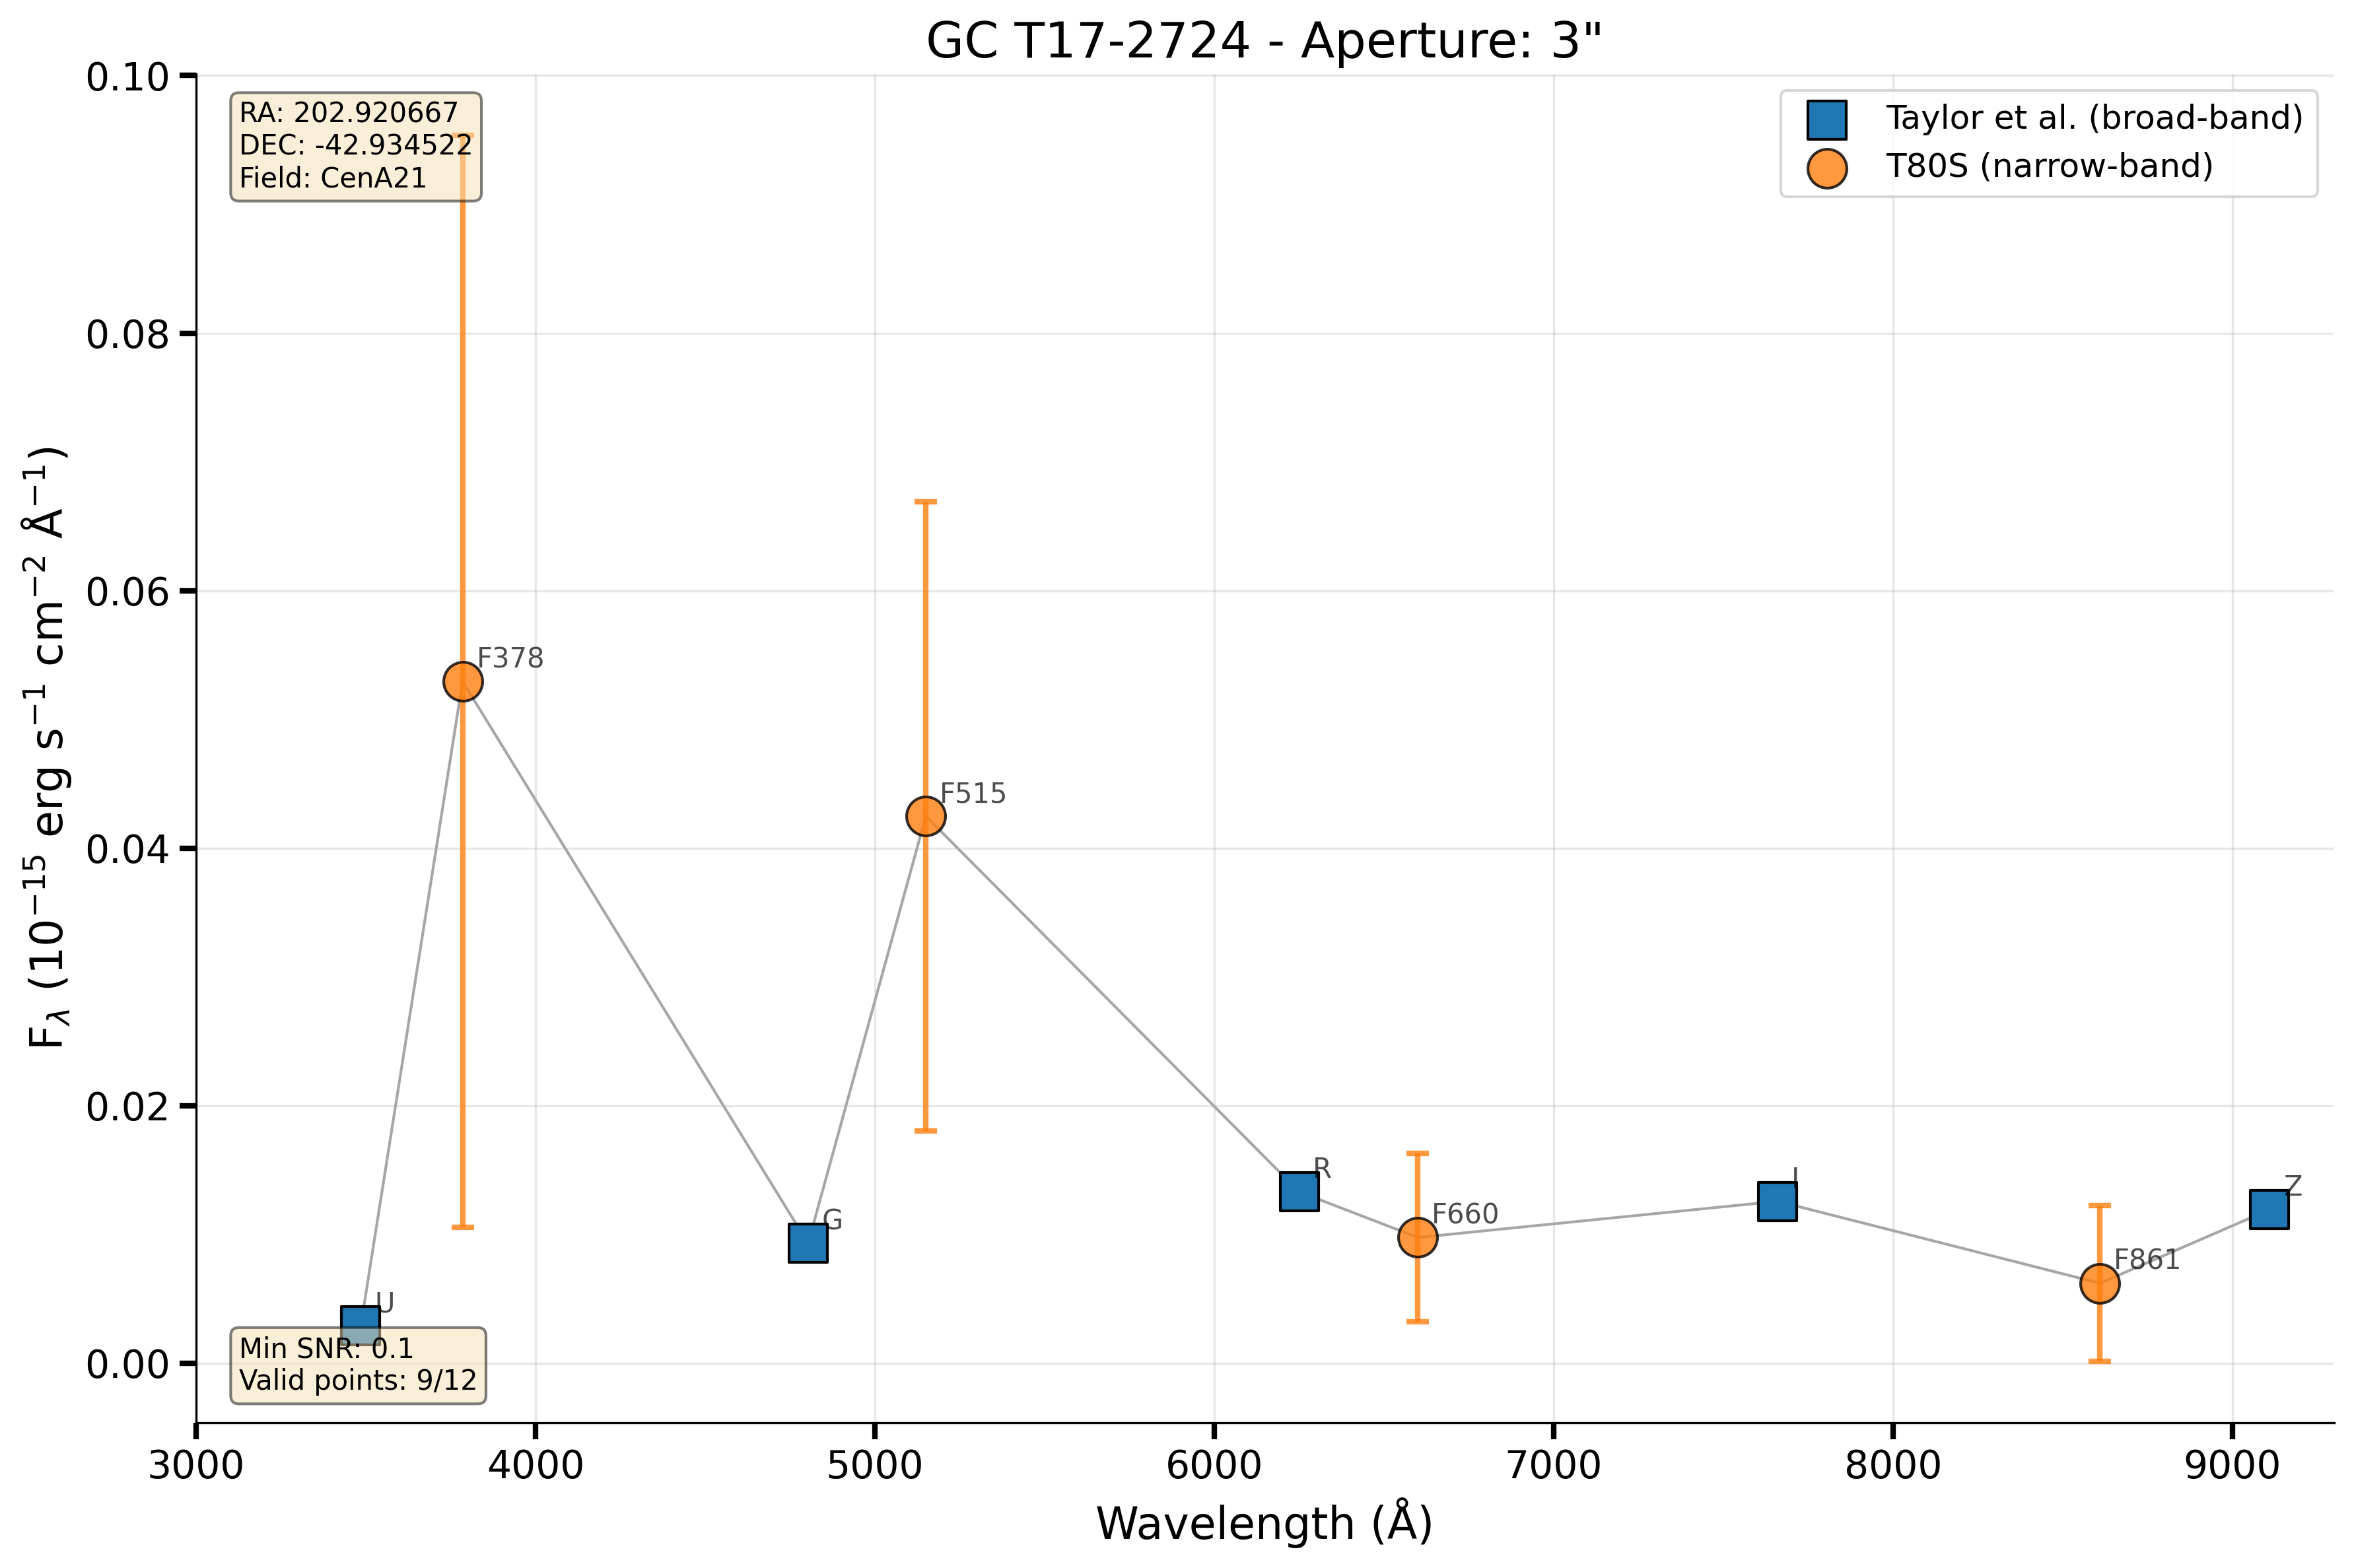 GC T17-2724 - Aperture: 3"
RA: 202.920667
DEC: -42.934522
Field: CenA21
Taylor et al. (broad-band)
T80S (narrow-band)
0.10
0.08
0.06
0.04
0.02
0.00
Fλ (10⁻¹⁵ erg s⁻¹ cm⁻² Å⁻¹)
F378
F515
U
G
R
F660
I
F861
Z
Min SNR: 0.1
Valid points: 9/12
3000 4000 5000 6000 7000 8000 9000
Wavelength (Å)